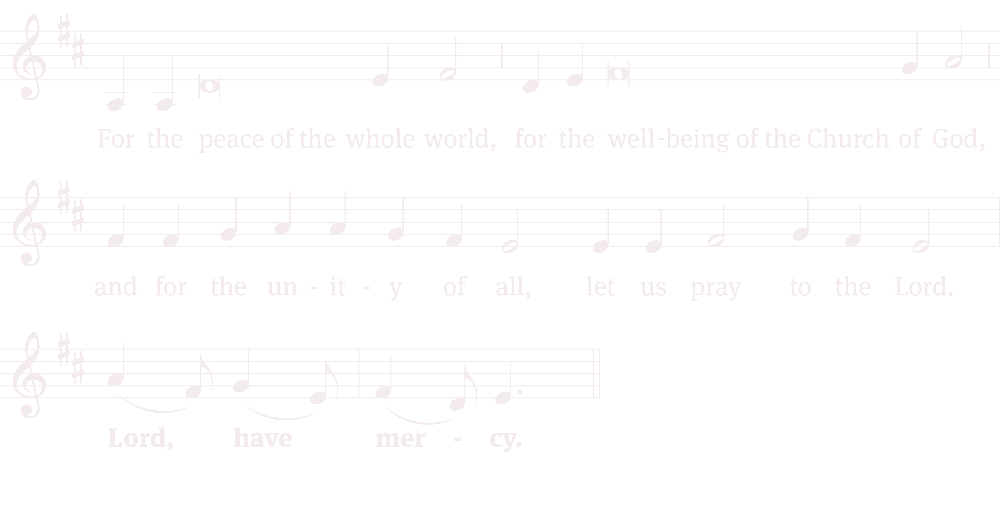 For the peace of the whole world, for the well-being of the Church of God,
and for the un - it - y of all, let us pray to the Lord.
Lord, have mer - cy.